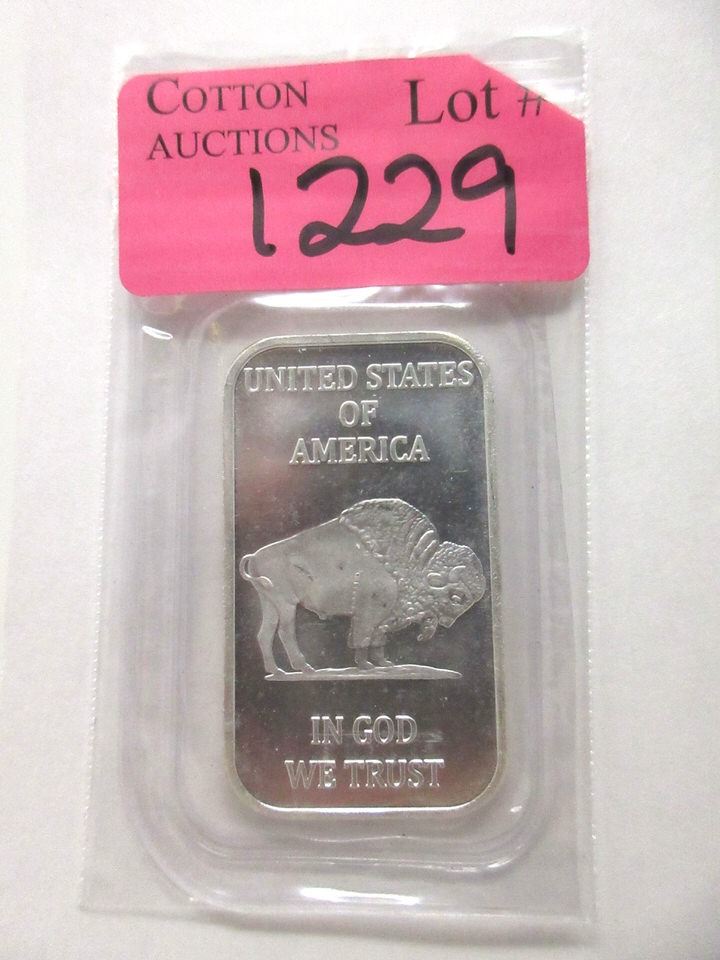 COTTON
AUCTIONS
Lot #
1229
UNITED STATES
OF
AMERICA
IN GOD
WE TRUST